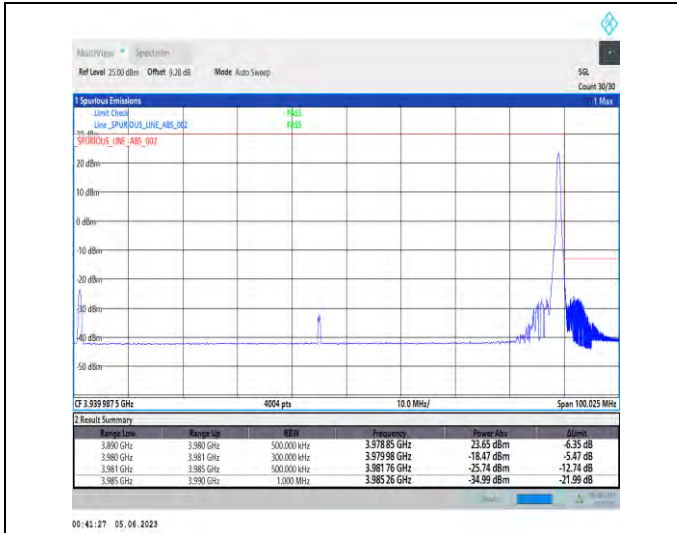 MultiView Spectrum
Ref Level 25.00 dBm Offset 9.28 dB Mode Auto Sweep SGL
Count 30/30
1 Spurious Emissions 1 Max
Limit Check PASS
Line _SPURIOUS_LINE_ABS_002 PASS
30 dBm
_SPURIOUS_LINE_ABS_002
20 dBm
10 dBm
0 dBm
-10 dBm
-20 dBm
-30 dBm
-40 dBm
-50 dBm
CF 3.939 987 5 GHz 4004 pts 10.0 MHz/ Span 100.025 MHz
2 Result Summary
Range Low Range Up RBW Frequency Power Abs ΔLimit
3.890 GHz 3.980 GHz 500.000 kHz 3.978 85 GHz 23.65 dBm -6.35 dB
3.980 GHz 3.981 GHz 300.000 kHz 3.979 98 GHz -18.47 dBm -5.47 dB
3.981 GHz 3.985 GHz 500.000 kHz 3.981 76 GHz -25.74 dBm -12.74 dB
3.985 GHz 3.990 GHz 1.000 MHz 3.985 26 GHz -34.99 dBm -21.99 dB
00:41:27 05.06.2023